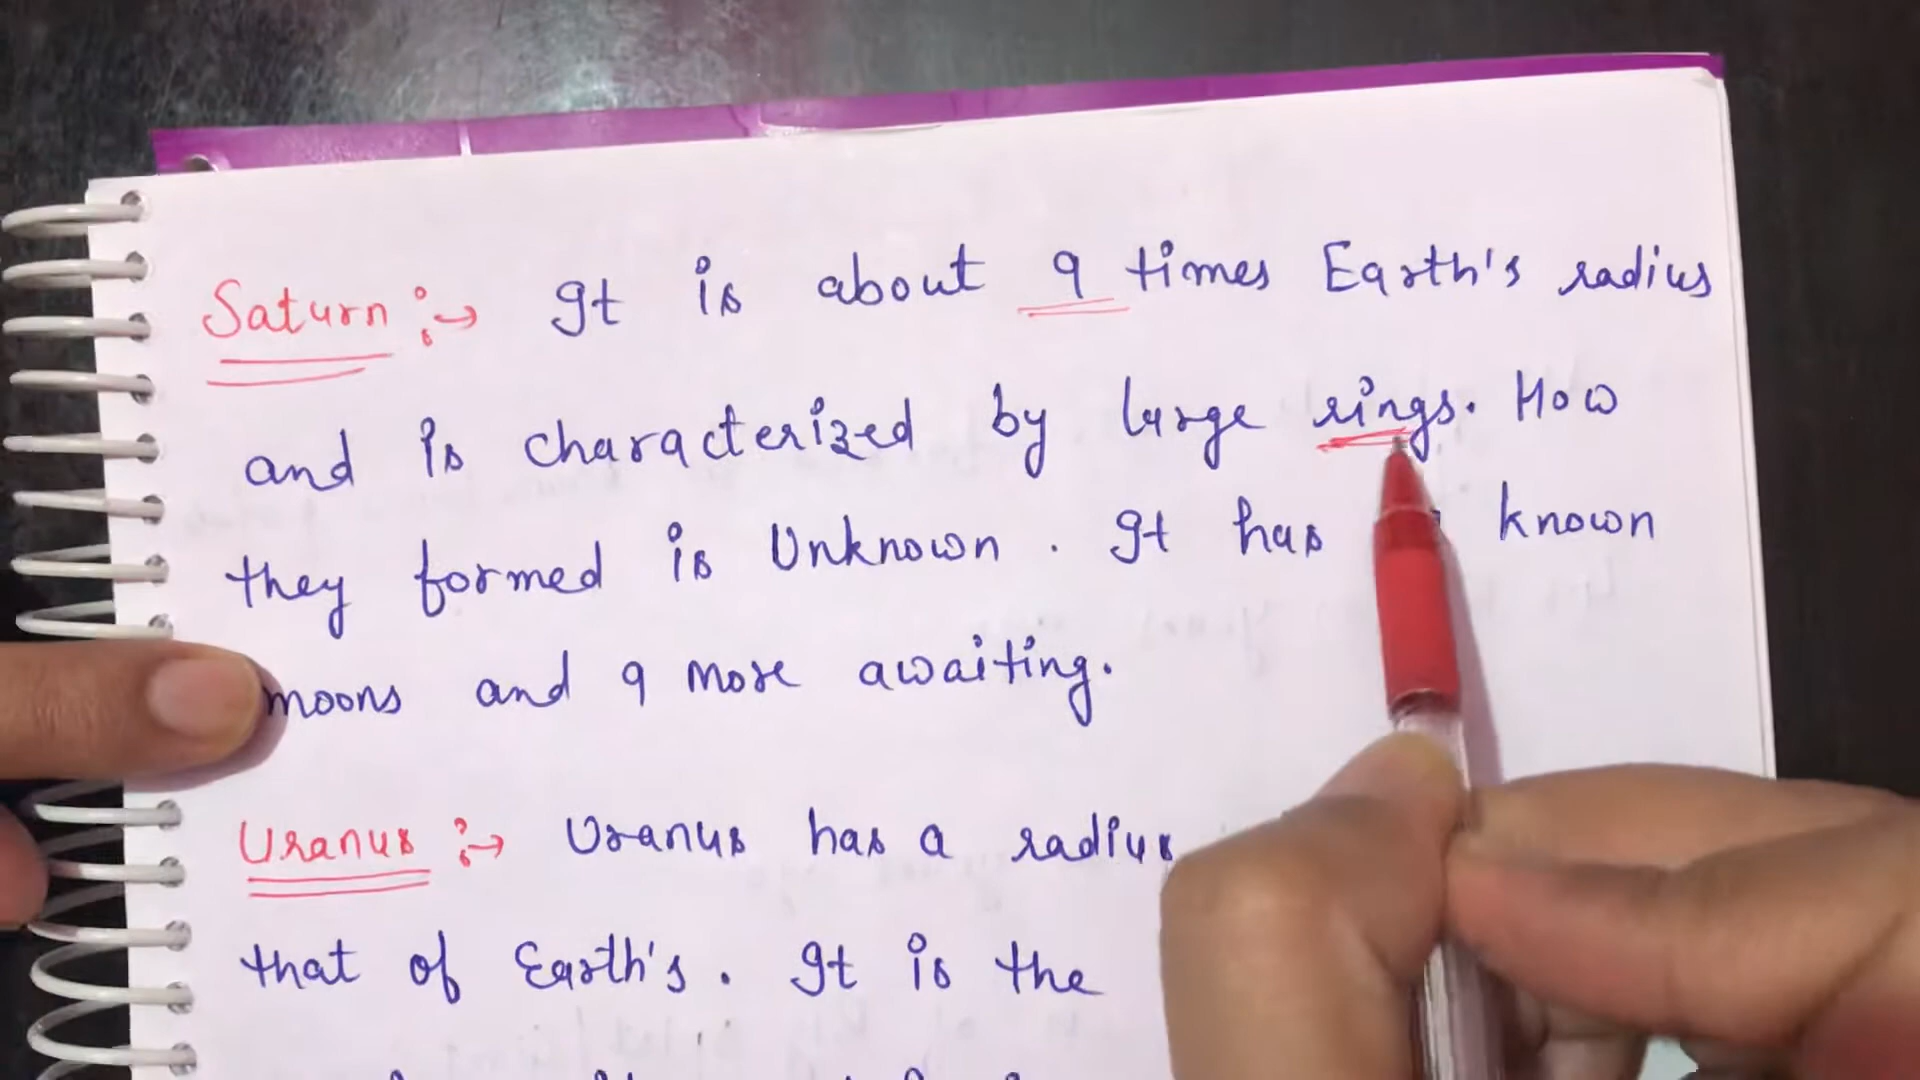 Saturn :→ It is about 9 times Earth's radius
and is characterized by large rings. How
they formed is Unknown. It has known
moons and 9 more awaiting.
Uranus :→ Uranus has a radius
that of Earth's. It is the